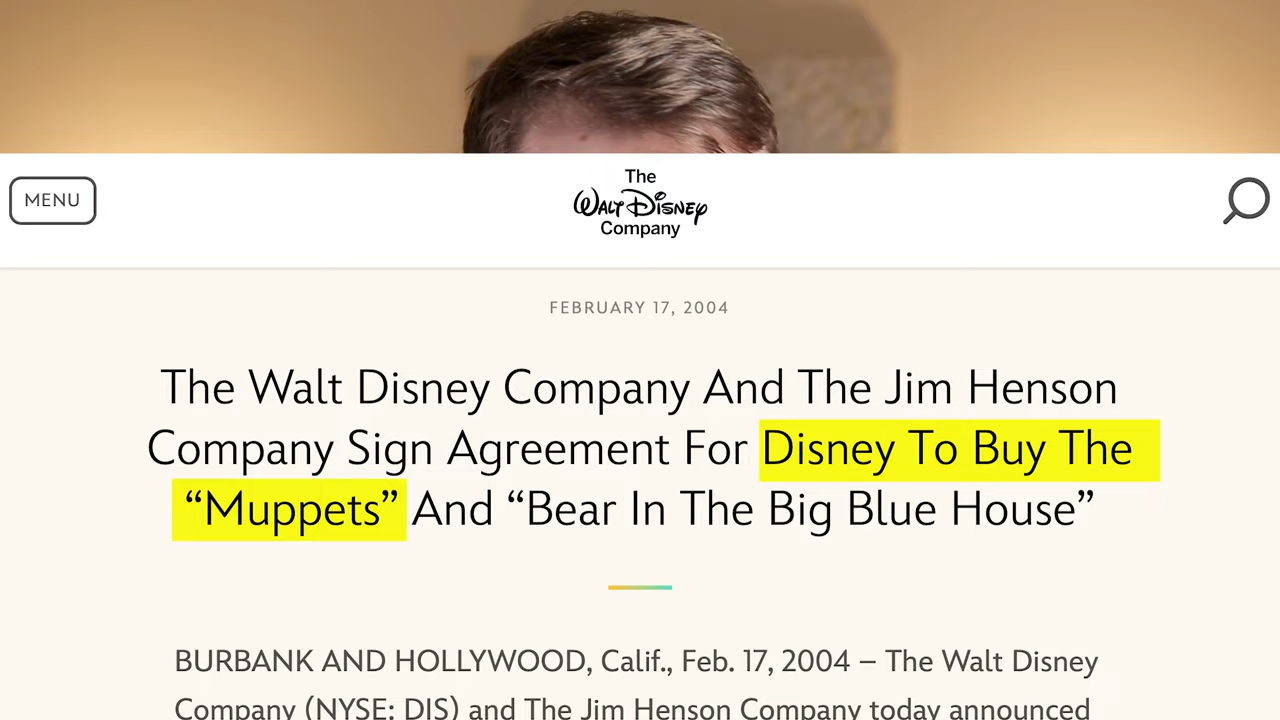 MENU
The
Walt Disney
Company
FEBRUARY 17, 2004
The Walt Disney Company And The Jim Henson
Company Sign Agreement For Disney To Buy The
“Muppets” And “Bear In The Big Blue House”
BURBANK AND HOLLYWOOD, Calif., Feb. 17, 2004 – The Walt Disney
Company (NYSE: DIS) and The Jim Henson Company today announced